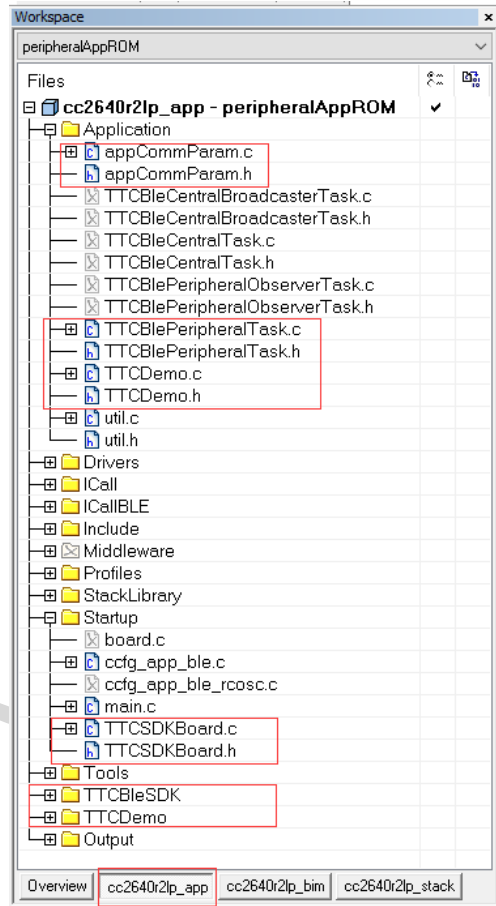 Workspace
peripheralAppROM
Files
cc2640r2lp_app - peripheralAppROM
Application
appCommParam.c
appCommParam.h
TTCBleCentralBroadcasterTask.c
TTCBleCentralBroadcasterTask.h
TTCBleCentralTask.c
TTCBleCentralTask.h
TTCBlePeripheralObserverTask.c
TTCBlePeripheralObserverTask.h
TTCBlePeripheralTask.c
TTCBlePeripheralTask.h
TTCDemo.c
TTCDemo.h
util.c
util.h
Drivers
ICall
ICallBLE
Include
Middleware
Profiles
StackLibrary
Startup
board.c
ccfg_app_ble.c
ccfg_app_ble_rcosc.c
main.c
TTCSDKBoard.c
TTCSDKBoard.h
Tools
TTCBleSDK
TTCDemo
Output
Overview cc2640r2lp_app cc2640r2lp_bim cc2640r2lp_stack